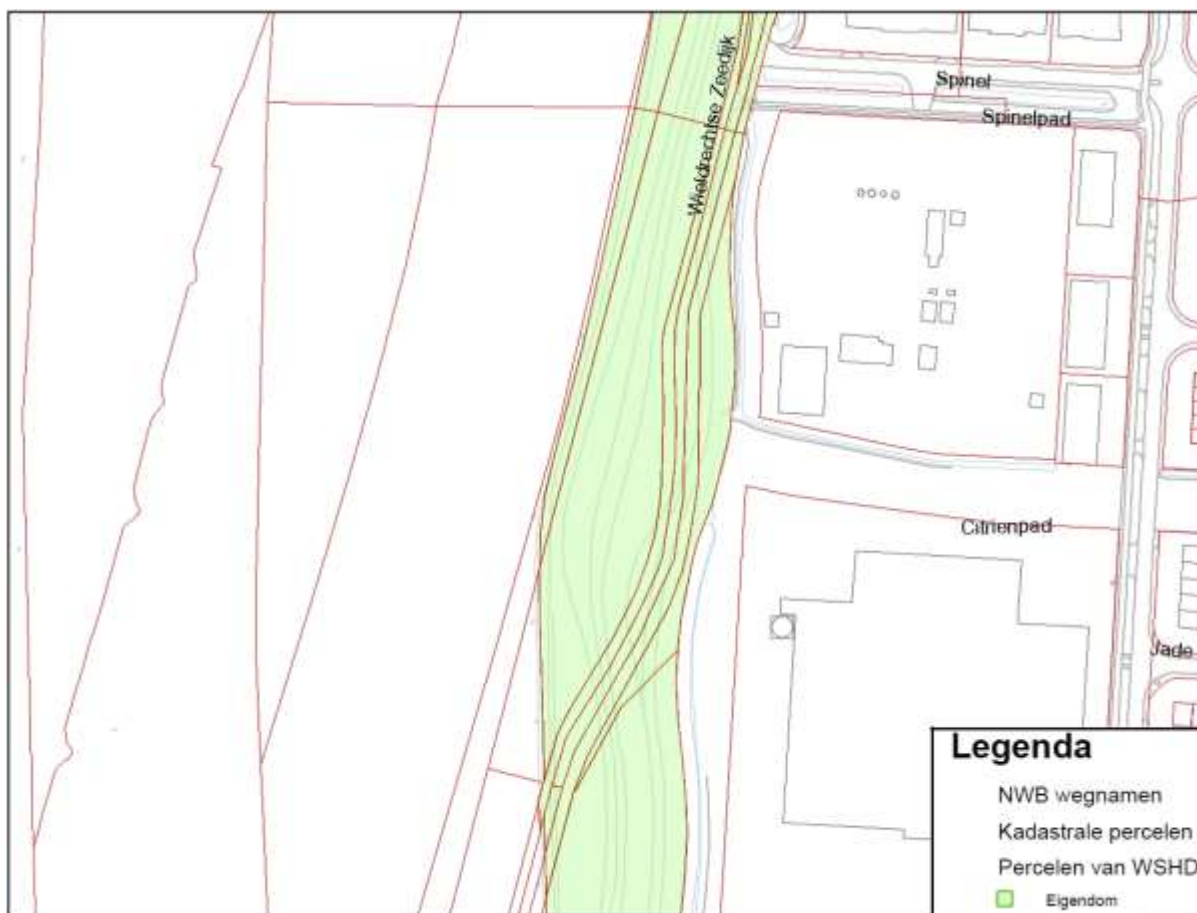 Wieldrechtse Zeedijk
Spinel
Spinelpad
Citrienpad
Jade
Legenda
NWB wegnamen
Kadastrale percelen
Percelen van WSHD
Eigendom